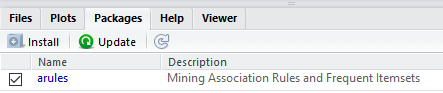 Files Plots Packages Help Viewer
Install Update
Name Description
arules Mining Association Rules and Frequent Itemsets